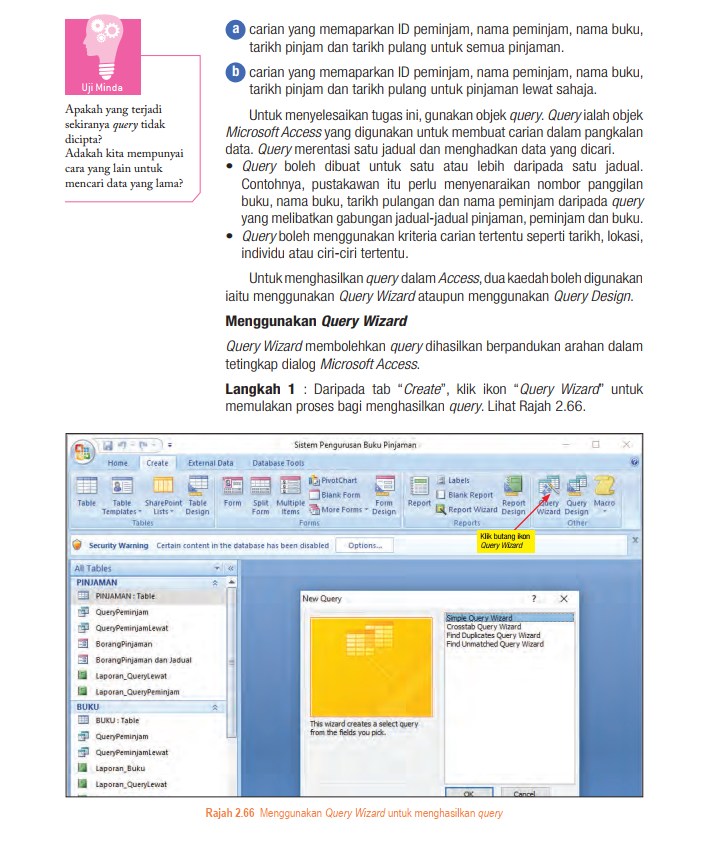 a carian yang memaparkan ID peminjam, nama peminjam, nama buku,
tarikh pinjam dan tarikh pulang untuk semua pinjaman.
b carian yang memaparkan ID peminjam, nama peminjam, nama buku,
tarikh pinjam dan tarikh pulang untuk pinjaman lewat sahaja.
Uji Minda
Apakah yang terjadi
sekiranya query tidak
dicipta?
Adakah kita mempunyai
cara yang lain untuk
mencari data yang lama?
Untuk menyelesaikan tugas ini, gunakan objek query. Query ialah objek
Microsoft Access yang digunakan untuk membuat carian dalam pangkalan
data. Query merentasi satu jadual dan menghadkan data yang dicari.
• Query boleh dibuat untuk satu atau lebih daripada satu jadual.
Contohnya, pustakawan itu perlu menyenaraikan nombor panggilan
buku, nama buku, tarikh pulangan dan nama peminjam daripada query
yang melibatkan gabungan jadual-jadual pinjaman, peminjam dan buku.
• Query boleh menggunakan kriteria carian tertentu seperti tarikh, lokasi,
individu atau ciri-ciri tertentu.
Untuk menghasilkan query dalam Access, dua kaedah boleh digunakan
iaitu menggunakan Query Wizard ataupun menggunakan Query Design.
Menggunakan Query Wizard
Query Wizard membolehkan query dihasilkan berpandukan arahan dalam
tetingkap dialog Microsoft Access.
Langkah 1 : Daripada tab “Create”, klik ikon “Query Wizard” untuk
memulakan proses bagi menghasilkan query. Lihat Rajah 2.66.
Sistem Pengurusan Buku Pinjaman
Home Create External Data Database Tools
PivotChart Labels
Blank Form Blank Report
More Forms Report Wizard
Table Table Templates SharePoint Lists Table Design Form Split Form Multiple Items Form Design Report Report Design Query Wizard Query Design Macro
Tables Forms Reports Other
Klik butang ikon
Query Wizard
Security Warning Certain content in the database has been disabled Options...
All Tables
PINJAMAN
PINJAMAN : Table
QueryPeminjam
QueryPeminjamLewat
BorangPinjaman
BorangPinjaman dan Jadual
Laporan_QueryLewat
Laporan_QueryPeminjam
BUKU
BUKU : Table
QueryPeminjam
QueryPeminjamLewat
Laporan_Buku
Laporan_QueryLewat
New Query
Simple Query Wizard
Crosstab Query Wizard
Find Duplicates Query Wizard
Find Unmatched Query Wizard
This wizard creates a select query
from the fields you pick.
OK Cancel
Rajah 2.66 Menggunakan Query Wizard untuk menghasilkan query